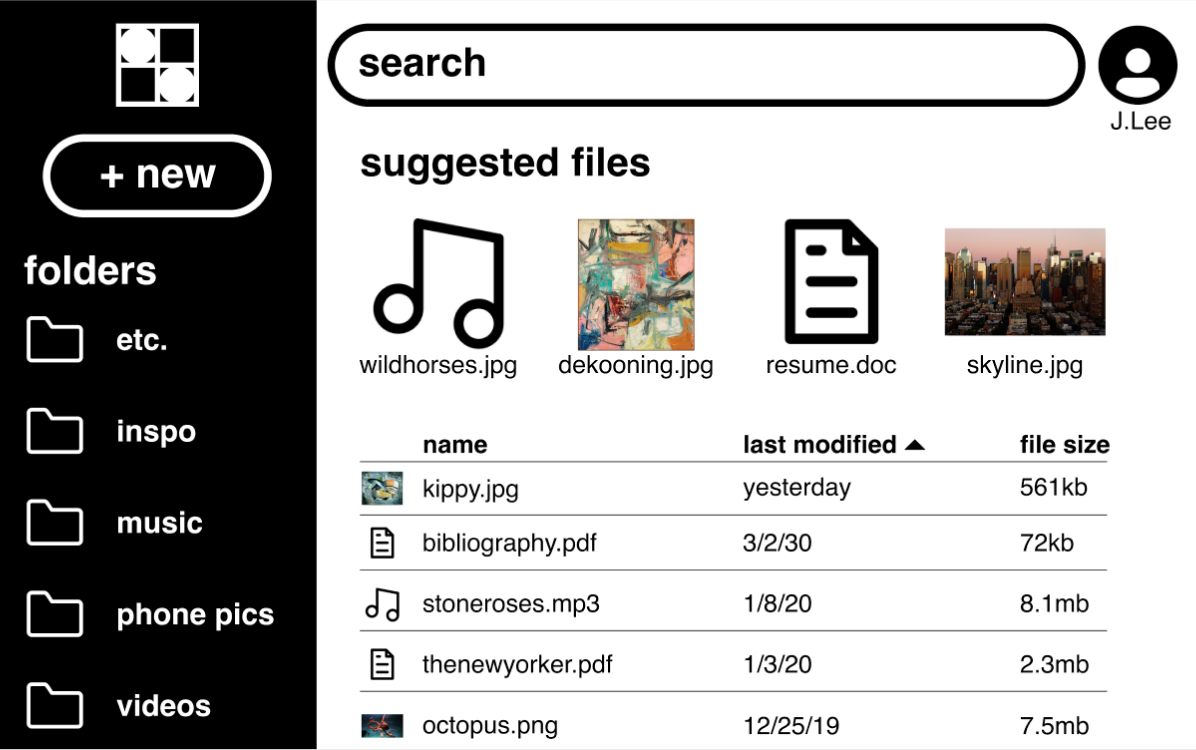 search
J.Lee
+ new
suggested files
folders
etc.
inspo
music
phone pics
videos
wildhorses.jpg dekooning.jpg resume.doc skyline.jpg
name last modified ▲ file size
kippy.jpg yesterday 561kb
bibliography.pdf 3/2/30 72kb
stoneroses.mp3 1/8/20 8.1mb
thenewyorker.pdf 1/3/20 2.3mb
octopus.png 12/25/19 7.5mb